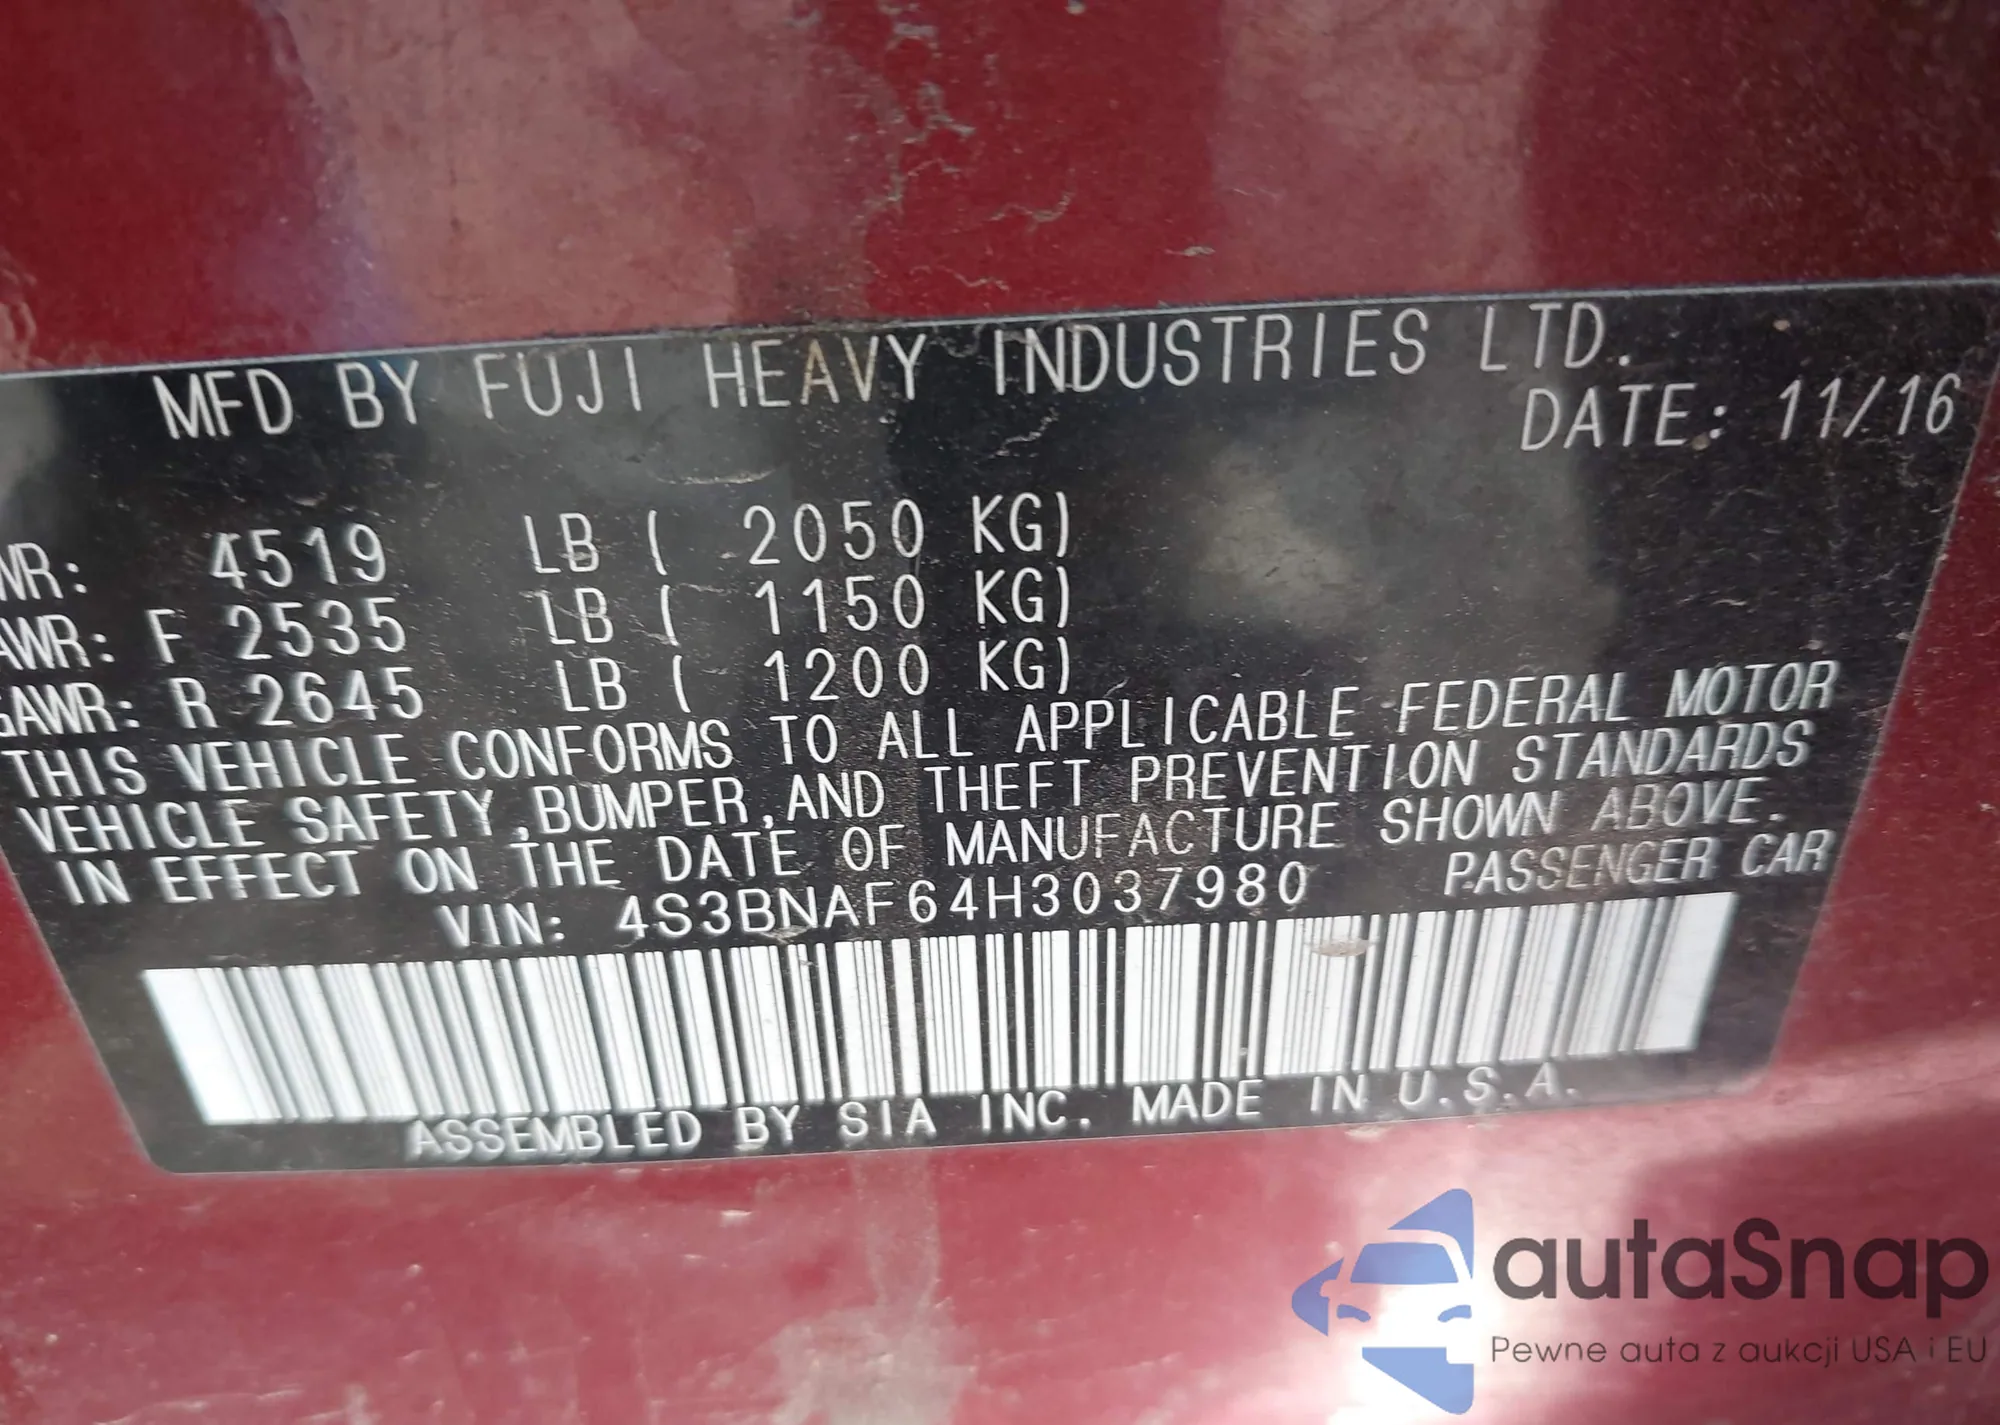 MFD BY FUJI HEAVY INDUSTRIES LTD.
DATE: 11/16
WR: 4519 LB ( 2050 KG)
AWR: F 2535 LB ( 1150 KG)
GAWR: R 2645 LB ( 1200 KG)
THIS VEHICLE CONFORMS TO ALL APPLICABLE FEDERAL MOTOR
VEHICLE SAFETY,BUMPER,AND THEFT PREVENTION STANDARDS
IN EFFECT ON THE DATE OF MANUFACTURE SHOWN ABOVE.
VIN: 4S3BNAF64H3037980 PASSENGER CAR
ASSEMBLED BY SIA INC. MADE IN U.S.A.
autaSnap
Pewne auta z aukcji USA i EU